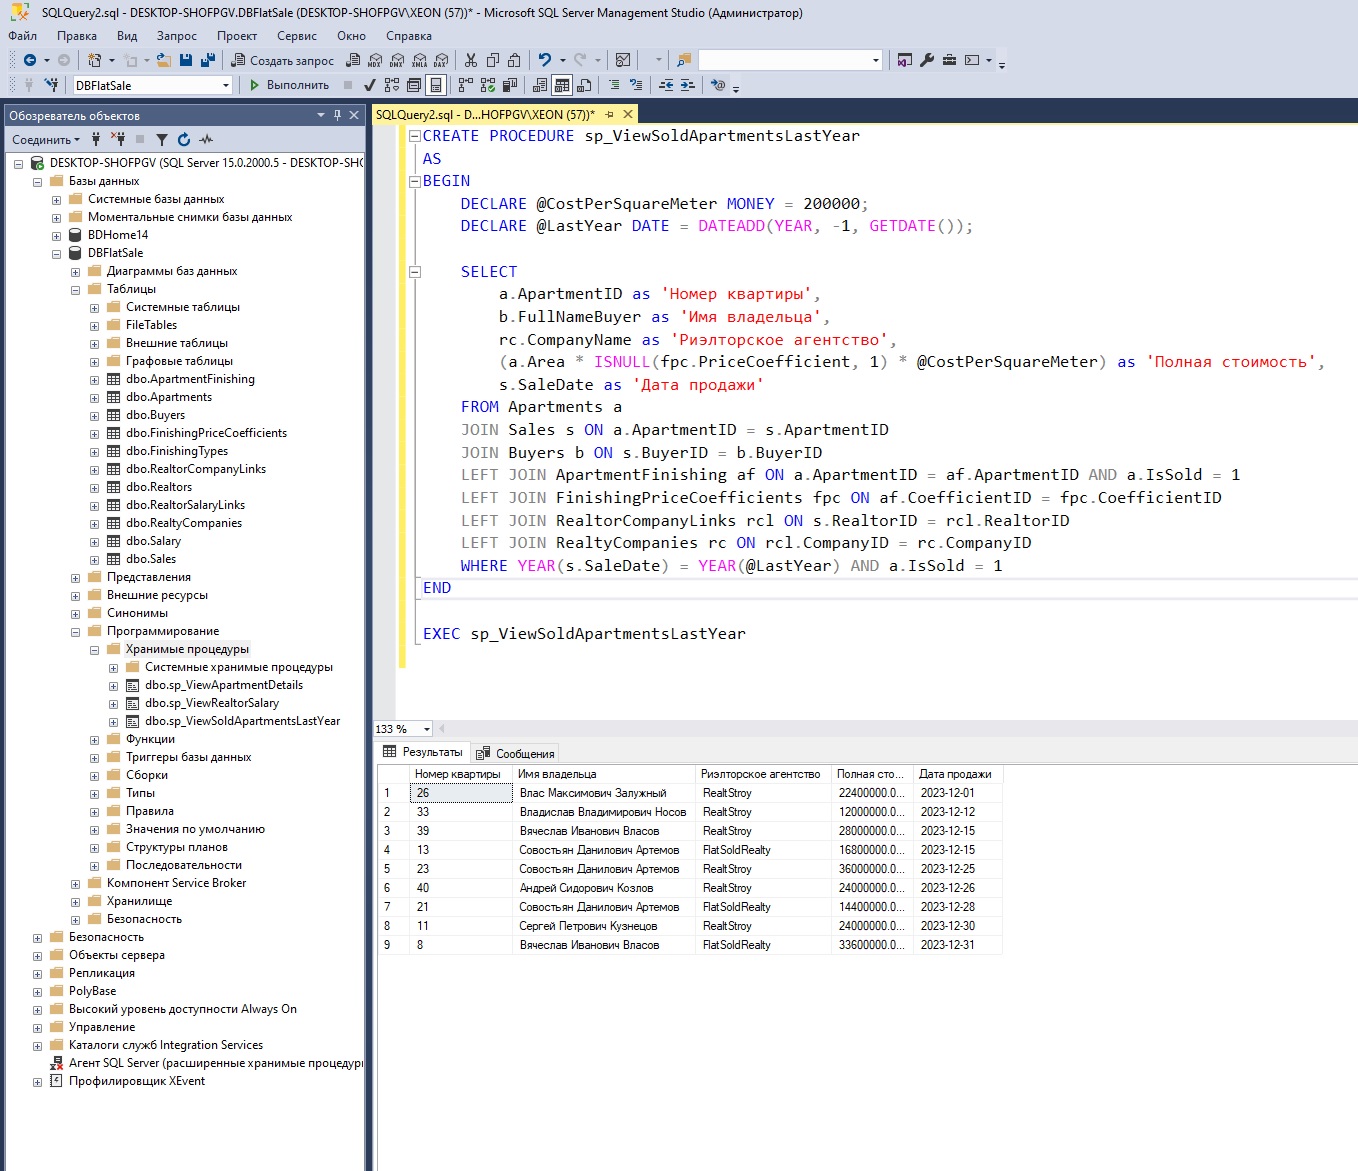 SQLQuery2.sql - DESKTOP-SHOFPGV.DBFlatSale (DESKTOP-SHOFPGV\XEON (57))* - Microsoft SQL Server Management Studio (Администратор)
Файл Правка Вид Запрос Проект Сервис Окно Справка
Создать запрос MDX DMX XMLA DAX
DBFlatSale Выполнить
Обозреватель объектов
Соединить
DESKTOP-SHOFPGV (SQL Server 15.0.2000.5 - DESKTOP-SHO
Базы данных
Системные базы данных
Моментальные снимки базы данных
BDHome14
DBFlatSale
Диаграммы баз данных
Таблицы
Системные таблицы
FileTables
Внешние таблицы
Графовые таблицы
dbo.ApartmentFinishing
dbo.Apartments
dbo.Buyers
dbo.FinishingPriceCoefficients
dbo.FinishingTypes
dbo.RealtorCompanyLinks
dbo.Realtors
dbo.RealtorSalaryLinks
dbo.RealtyCompanies
dbo.Salary
dbo.Sales
Представления
Внешние ресурсы
Синонимы
Программирование
Хранимые процедуры
Системные хранимые процедуры
dbo.sp_ViewApartmentDetails
dbo.sp_ViewRealtorSalary
dbo.sp_ViewSoldApartmentsLastYear
Функции
Триггеры базы данных
Сборки
Типы
Правила
Значения по умолчанию
Структуры планов
Последовательности
Компонент Service Broker
Хранилище
Безопасность
Безопасность
Объекты сервера
Репликация
PolyBase
Высокий уровень доступности Always On
Управление
Каталоги служб Integration Services
Агент SQL Server (расширенные хранимые процедур
Профилировщик XEvent
SQLQuery2.sql - D...HOFPGV\XEON (57))*
CREATE PROCEDURE sp_ViewSoldApartmentsLastYear
AS
BEGIN
DECLARE @CostPerSquareMeter MONEY = 200000;
DECLARE @LastYear DATE = DATEADD(YEAR, -1, GETDATE());
SELECT
a.ApartmentID as 'Номер квартиры',
b.FullNameBuyer as 'Имя владельца',
rc.CompanyName as 'Риэлторское агентство',
(a.Area * ISNULL(fpc.PriceCoefficient, 1) * @CostPerSquareMeter) as 'Полная стоимость',
s.SaleDate as 'Дата продажи'
FROM Apartments a
JOIN Sales s ON a.ApartmentID = s.ApartmentID
JOIN Buyers b ON s.BuyerID = b.BuyerID
LEFT JOIN ApartmentFinishing af ON a.ApartmentID = af.ApartmentID AND a.IsSold = 1
LEFT JOIN FinishingPriceCoefficients fpc ON af.CoefficientID = fpc.CoefficientID
LEFT JOIN RealtorCompanyLinks rcl ON s.RealtorID = rcl.RealtorID
LEFT JOIN RealtyCompanies rc ON rcl.CompanyID = rc.CompanyID
WHERE YEAR(s.SaleDate) = YEAR(@LastYear) AND a.IsSold = 1
END
EXEC sp_ViewSoldApartmentsLastYear
133 %
Результаты Сообщения
Номер квартиры Имя владельца Риэлторское агентство Полная сто... Дата продажи
1 26 Влас Максимович Залужный RealtStroy 22400000.0... 2023-12-01
2 33 Владислав Владимирович Носов RealtStroy 12000000.0... 2023-12-12
3 39 Вячеслав Иванович Власов RealtStroy 28000000.0... 2023-12-15
4 13 Совостьян Данилович Артемов FlatSoldRealty 16800000.0... 2023-12-15
5 23 Совостьян Данилович Артемов RealtStroy 36000000.0... 2023-12-25
6 40 Андрей Сидорович Козлов RealtStroy 24000000.0... 2023-12-26
7 21 Совостьян Данилович Артемов FlatSoldRealty 14400000.0... 2023-12-28
8 11 Сергей Петрович Кузнецов RealtStroy 24000000.0... 2023-12-30
9 8 Вячеслав Иванович Власов FlatSoldRealty 33600000.0... 2023-12-31